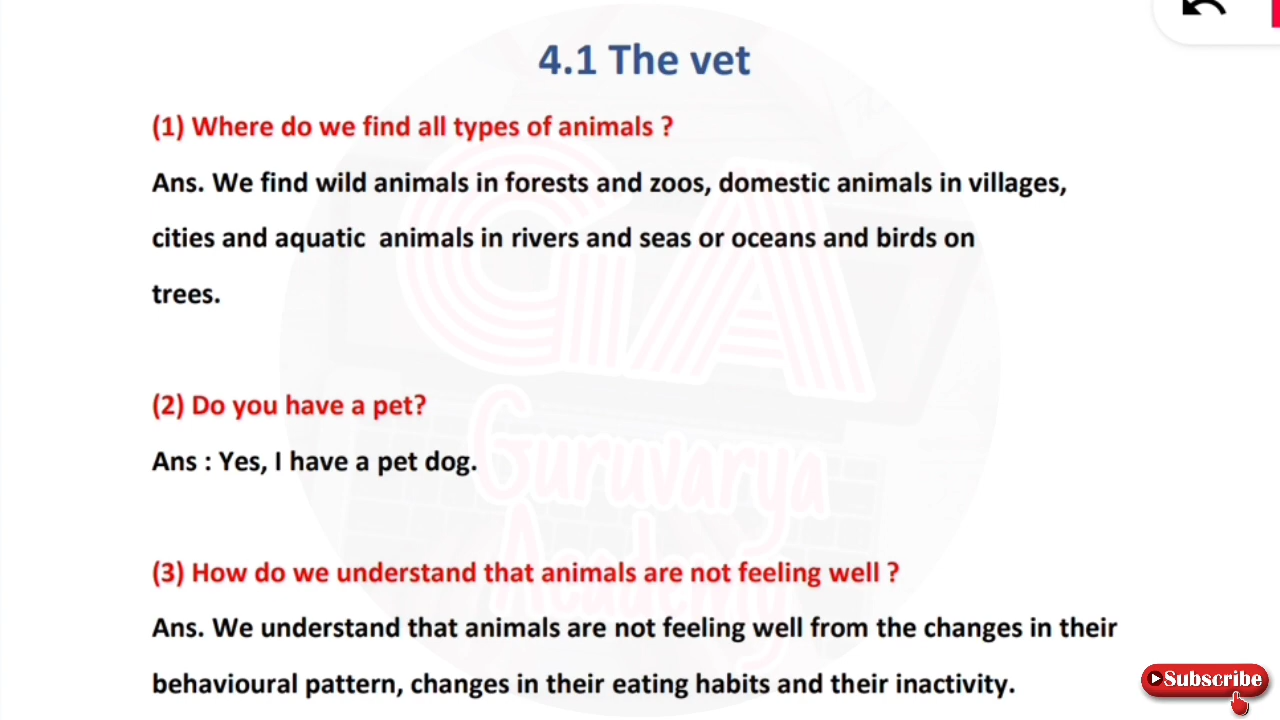 4.1 The vet
(1) Where do we find all types of animals ?
Ans. We find wild animals in forests and zoos, domestic animals in villages,
cities and aquatic  animals in rivers and seas or oceans and birds on
trees.
(2) Do you have a pet?
Ans : Yes, I have a pet dog.
(3) How do we understand that animals are not feeling well ?
Ans. We understand that animals are not feeling well from the changes in their
behavioural pattern, changes in their eating habits and their inactivity.
GA
Guruvarya
Academy
Subscribe